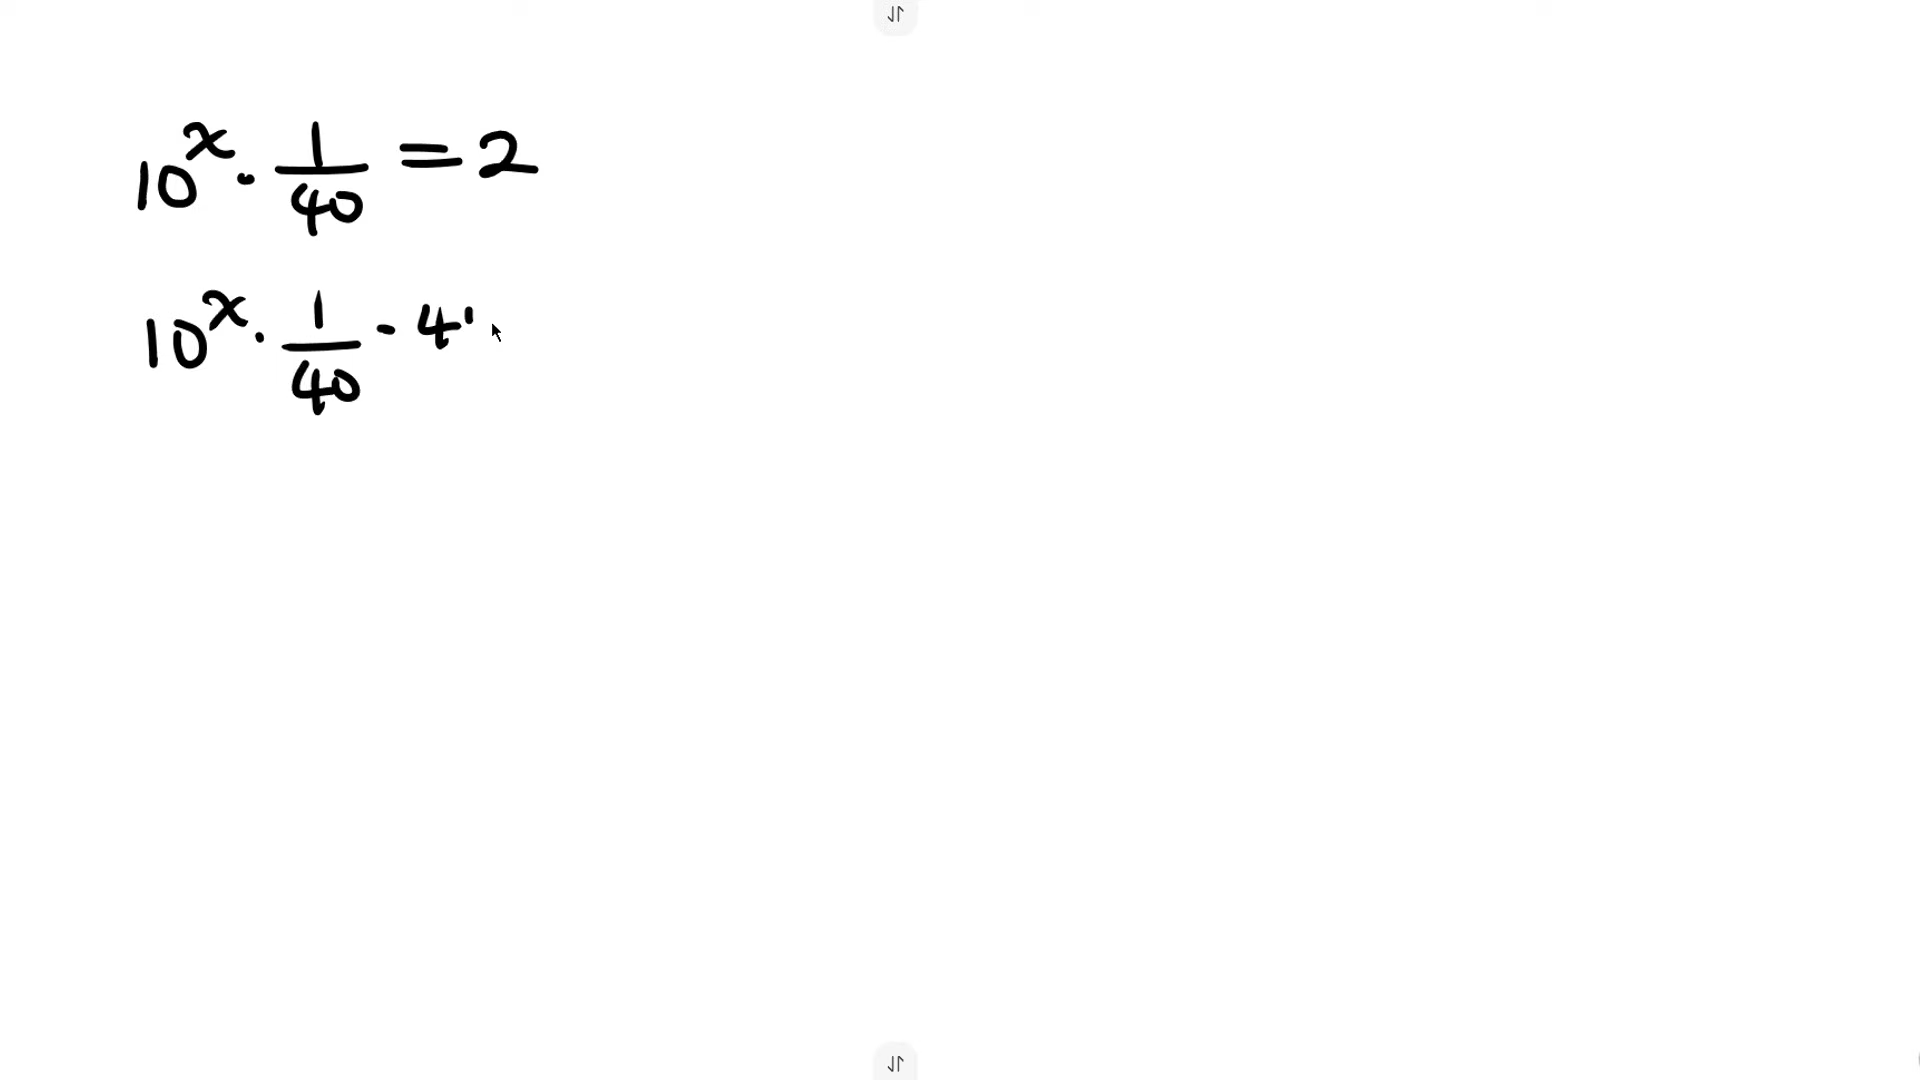 10^x · 1/40 = 2
10^x · 1/40 · 4